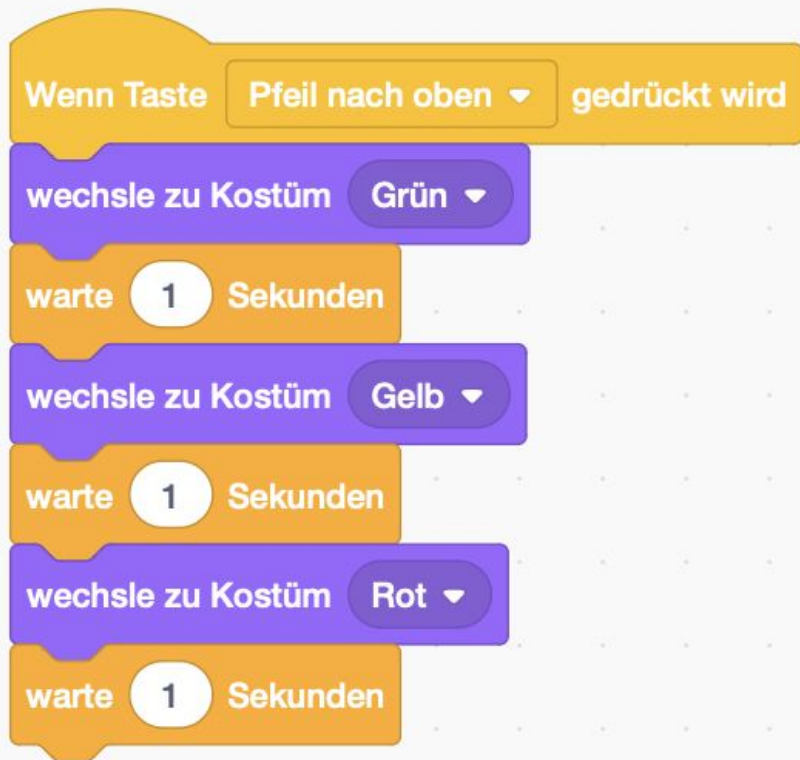 Wenn Taste Pfeil nach oben gedrückt wird
wechsle zu Kostüm Grün
warte 1 Sekunden
wechsle zu Kostüm Gelb
warte 1 Sekunden
wechsle zu Kostüm Rot
warte 1 Sekunden